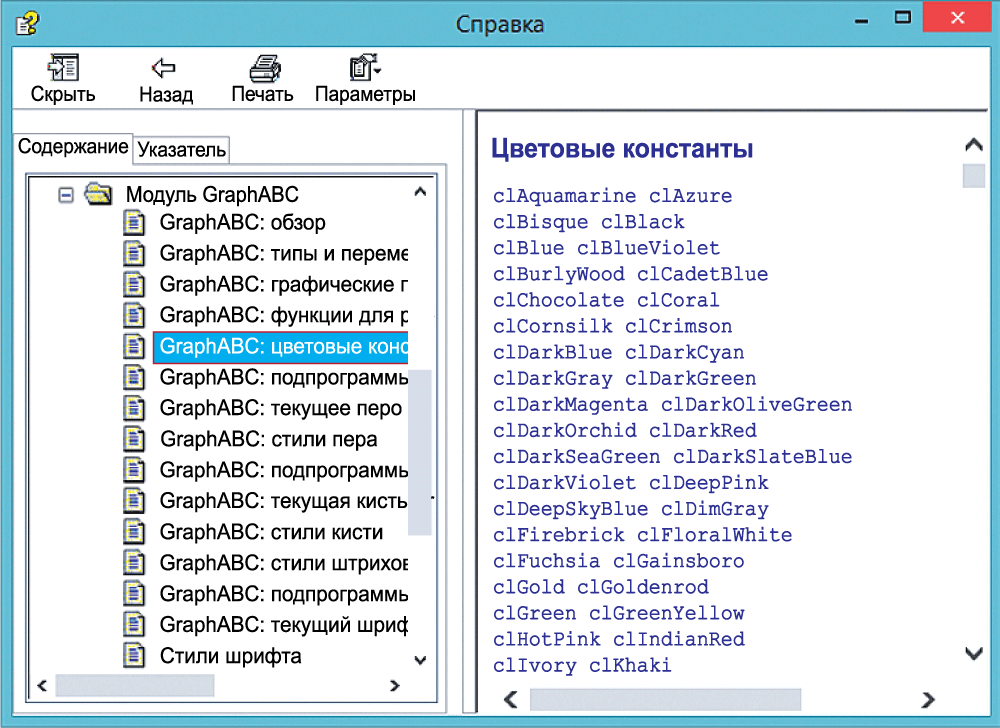 Справка
Скрыть Назад Печать Параметры
Содержание Указатель
Модуль GraphABC
GraphABC: обзор
GraphABC: типы и переме
GraphABC: графические п
GraphABC: функции для р
GraphABC: цветовые конс
GraphABC: подпрограммы
GraphABC: текущее перо
GraphABC: стили пера
GraphABC: подпрограммы
GraphABC: текущая кисть
GraphABC: стили кисти
GraphABC: стили штрихов
GraphABC: подпрограммы
GraphABC: текущий шриф
Стили шрифта
Цветовые константы
clAquamarine clAzure
clBisque clBlack
clBlue clBlueViolet
clBurlyWood clCadetBlue
clChocolate clCoral
clCornsilk clCrimson
clDarkBlue clDarkCyan
clDarkGray clDarkGreen
clDarkMagenta clDarkOliveGreen
clDarkOrchid clDarkRed
clDarkSeaGreen clDarkSlateBlue
clDarkViolet clDeepPink
clDeepSkyBlue clDimGray
clFirebrick clFloralWhite
clFuchsia clGainsboro
clGold clGoldenrod
clGreen clGreenYellow
clHotPink clIndianRed
clIvory clKhaki